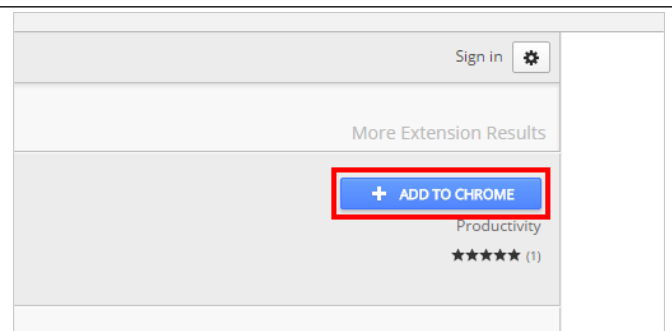 Sign in
More Extension Results
+ ADD TO CHROME
Productivity
★★★★★ (1)